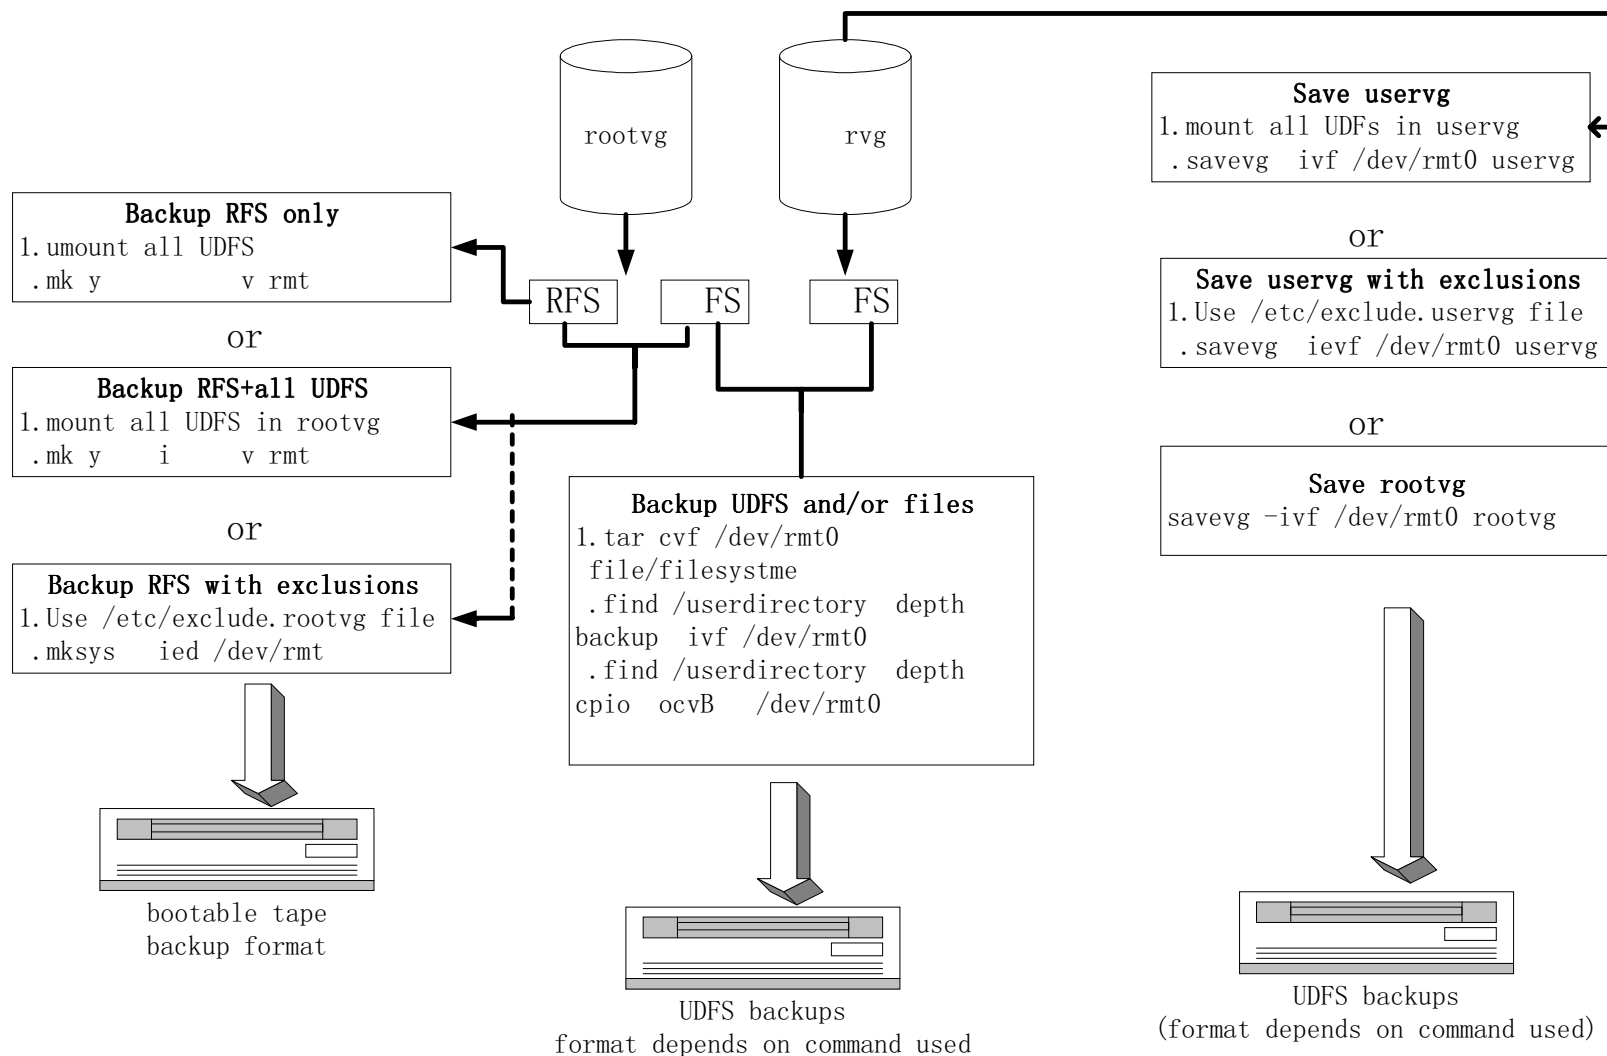 rootvg
rvg
Save uservg
1.mount all UDFs in uservg
.savevg ivf /dev/rmt0 uservg
or
Save uservg with exclusions
1.Use /etc/exclude.uservg file
.savevg ievf /dev/rmt0 uservg
or
Save rootvg
savevg -ivf /dev/rmt0 rootvg
UDFS backups
(format depends on command used)
RFS
FS
FS
Backup RFS only
1.umount all UDFS
.mk y v rmt
or
Backup RFS+all UDFS
1.mount all UDFS in rootvg
.mk y i v rmt
or
Backup RFS with exclusions
1.Use /etc/exclude.rootvg file
.mksys ied /dev/rmt
bootable tape
backup format
Backup UDFS and/or files
1.tar cvf /dev/rmt0
file/filesystme
.find /userdirectory depth
backup ivf /dev/rmt0
.find /userdirectory depth
cpio ocvB /dev/rmt0
UDFS backups
format depends on command used